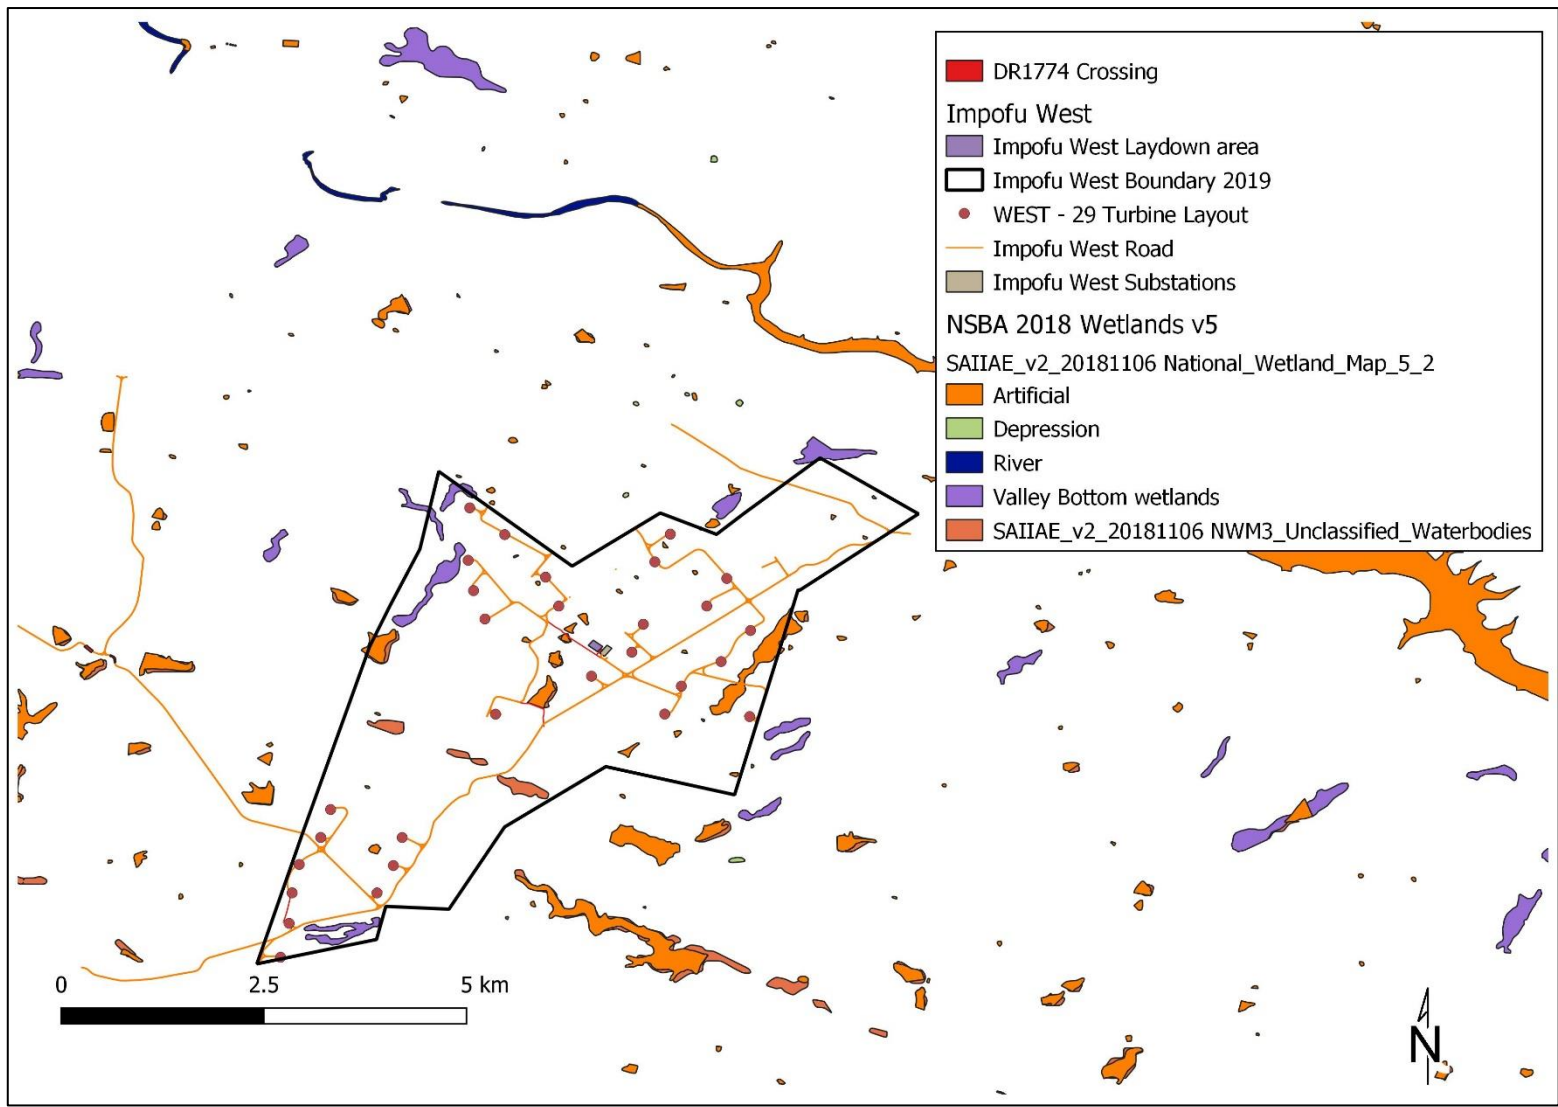 DR1774 Crossing
Impofu West
Impofu West Laydown area
Impofu West Boundary 2019
WEST - 29 Turbine Layout
Impofu West Road
Impofu West Substations
NSBA 2018 Wetlands v5
SAIIAE_v2_20181106 National_Wetland_Map_5_2
Artificial
Depression
River
Valley Bottom wetlands
SAIIAE_v2_20181106 NWM3_Unclassified_Waterbodies
0 2.5 5 km
N